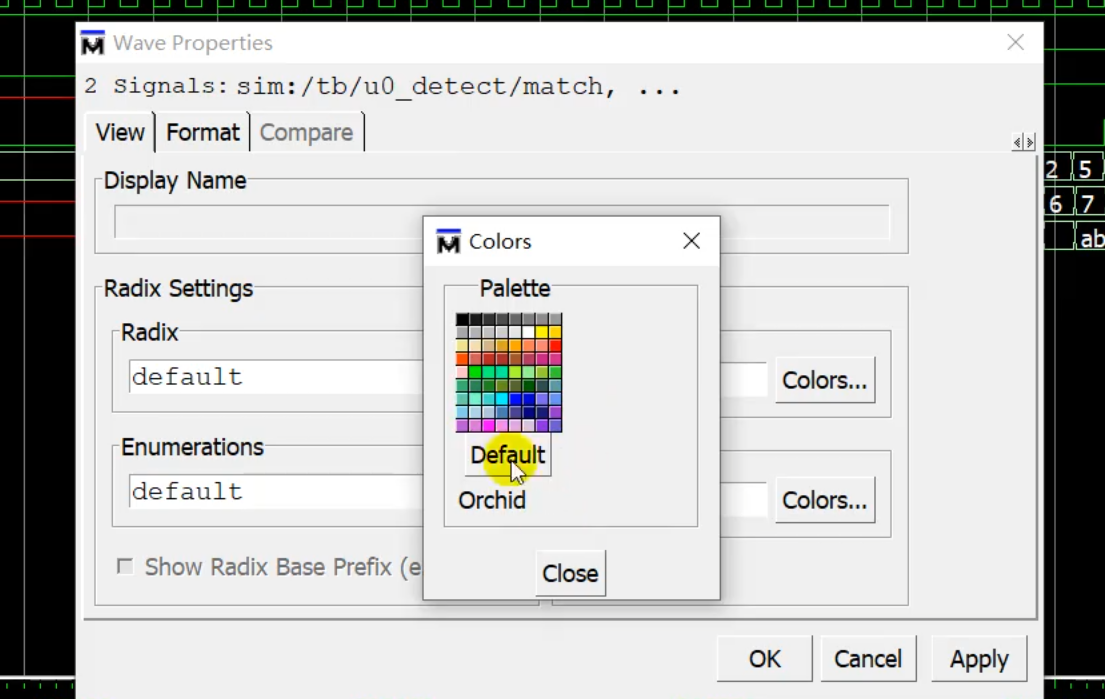 Wave Properties
2 Signals: sim:/tb/u0_detect/match, ...
View Format Compare
Display Name
2 5
6 7
ab
Colors
Palette
Default
Orchid
Close
Radix Settings
Radix
default
Colors...
Enumerations
default
Colors...
Show Radix Base Prefix (e
OK Cancel Apply